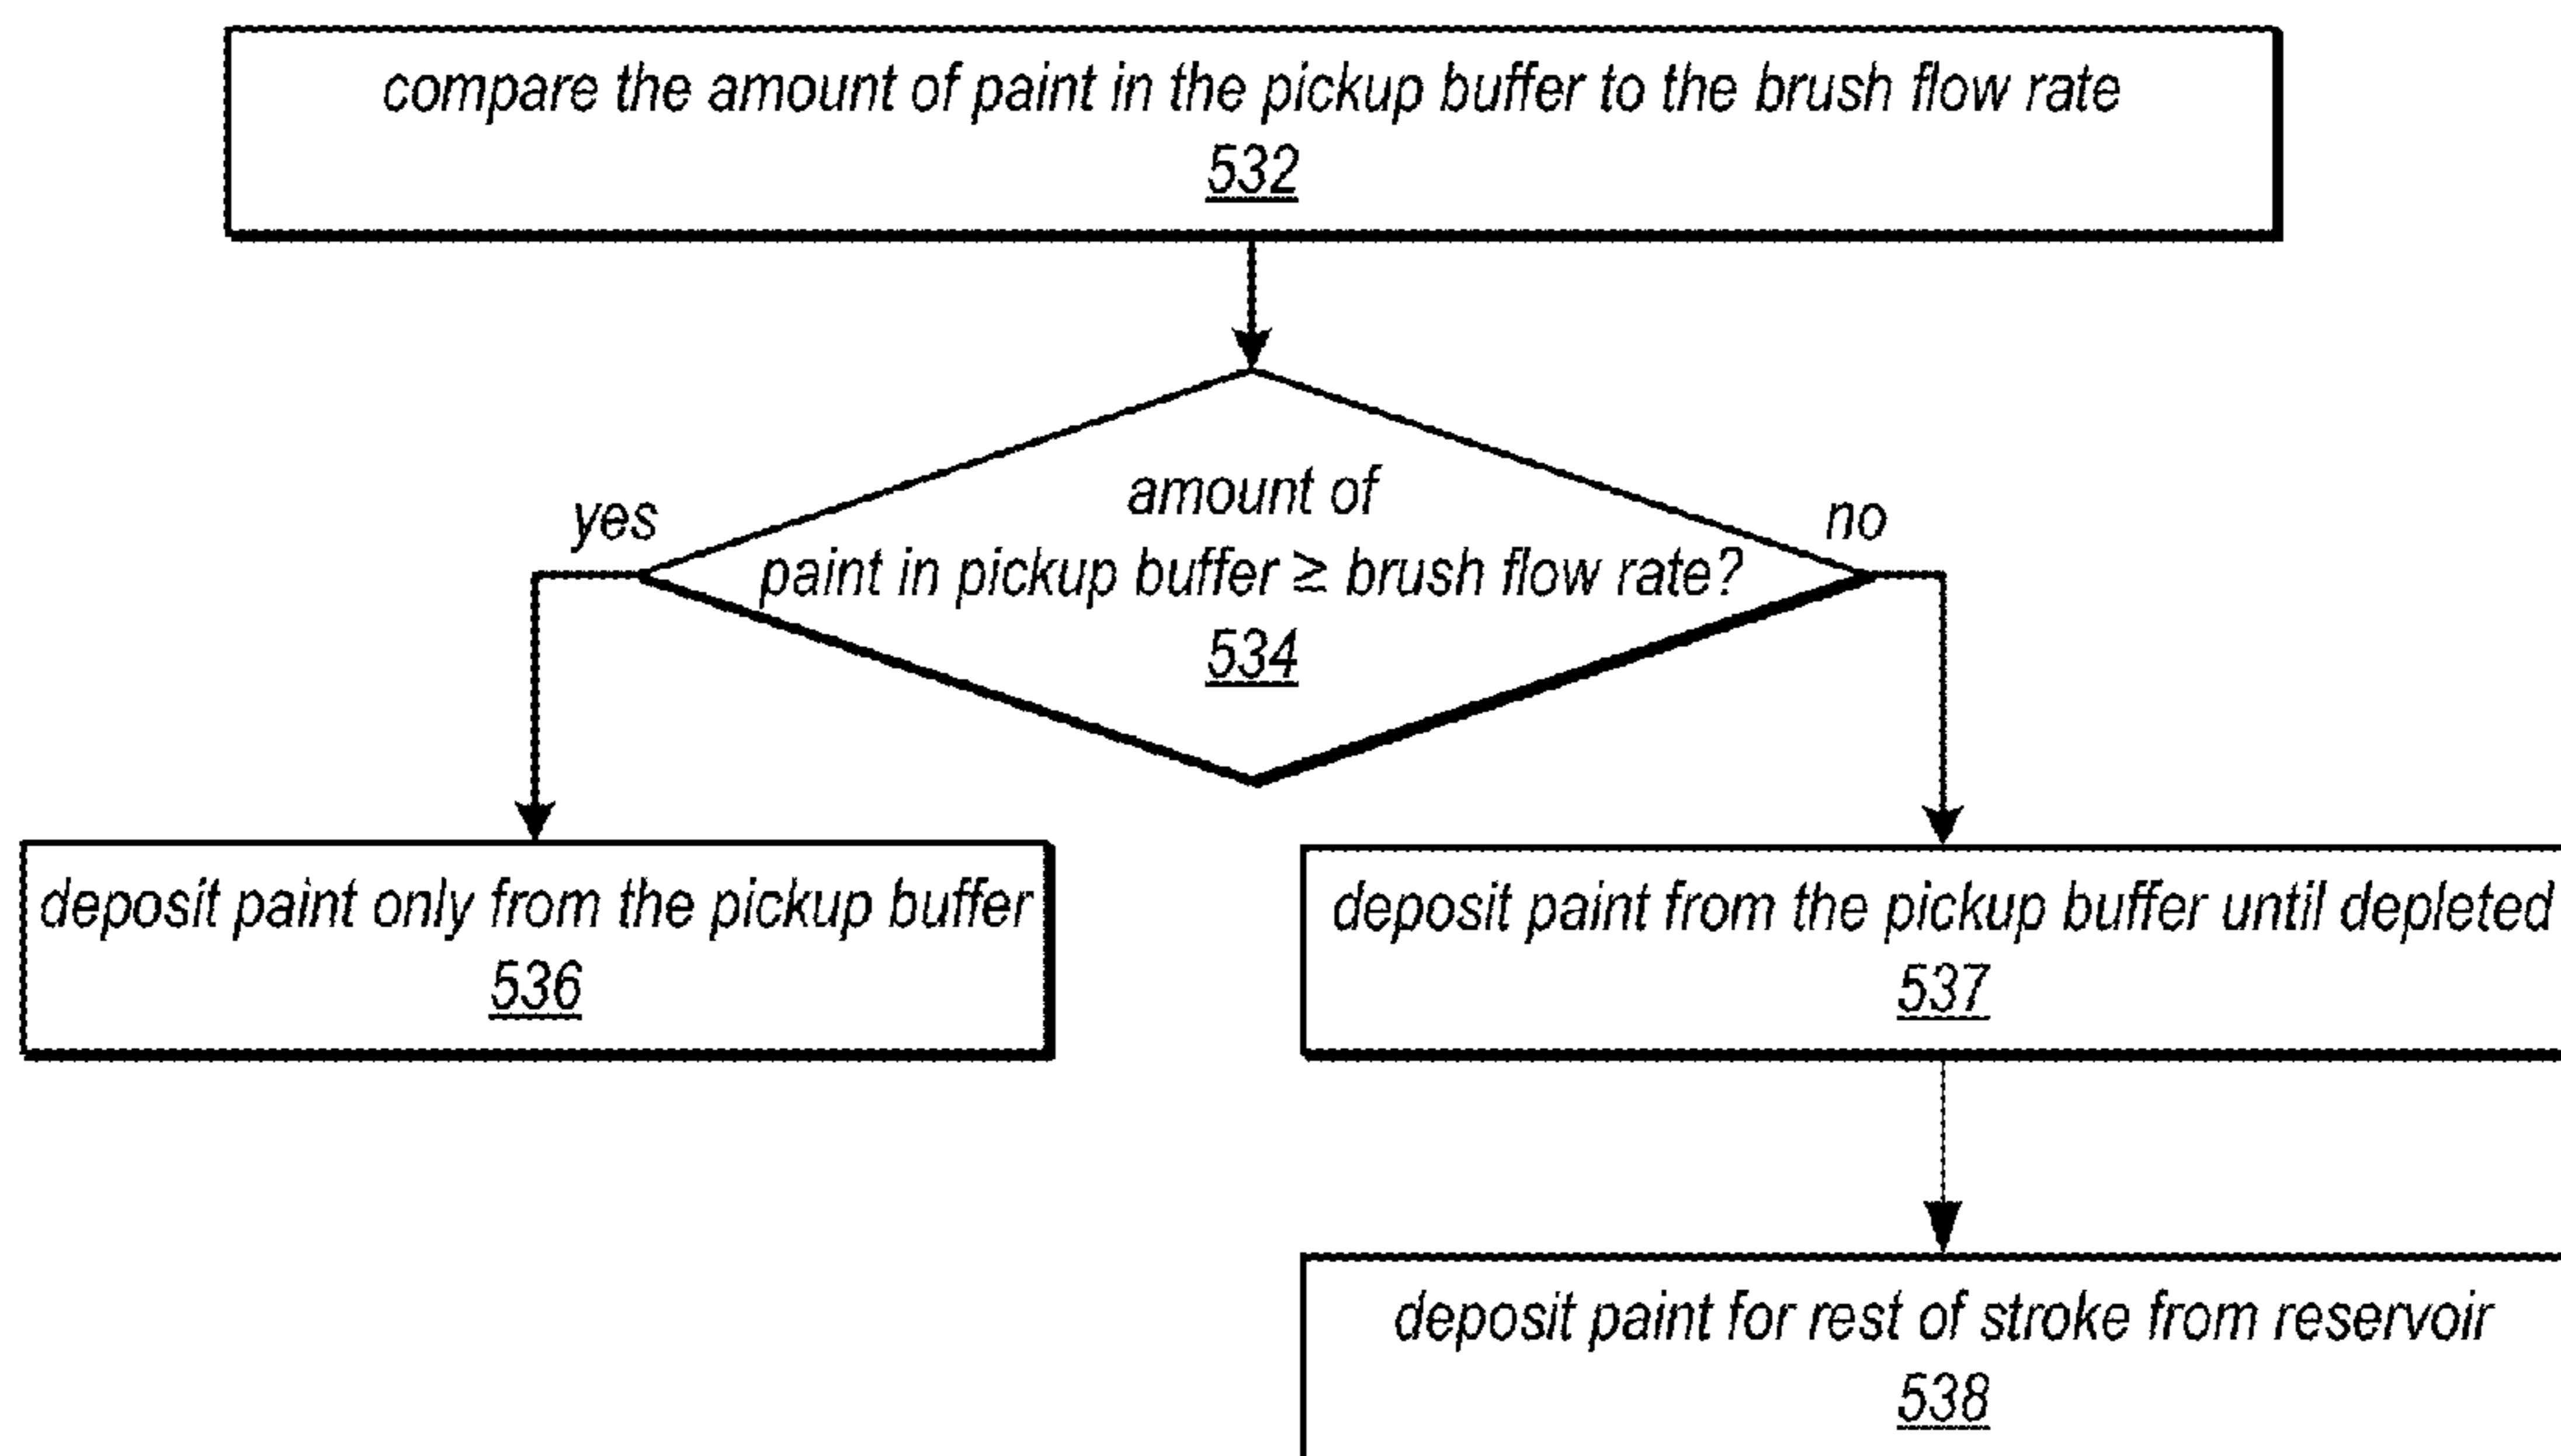 compare the amount of paint in the pickup buffer to the brush flow rate
532
amount of
paint in pickup buffer ≥ brush flow rate?
534
yes
no
deposit paint only from the pickup buffer
536
deposit paint from the pickup buffer until depleted
537
deposit paint for rest of stroke from reservoir
538